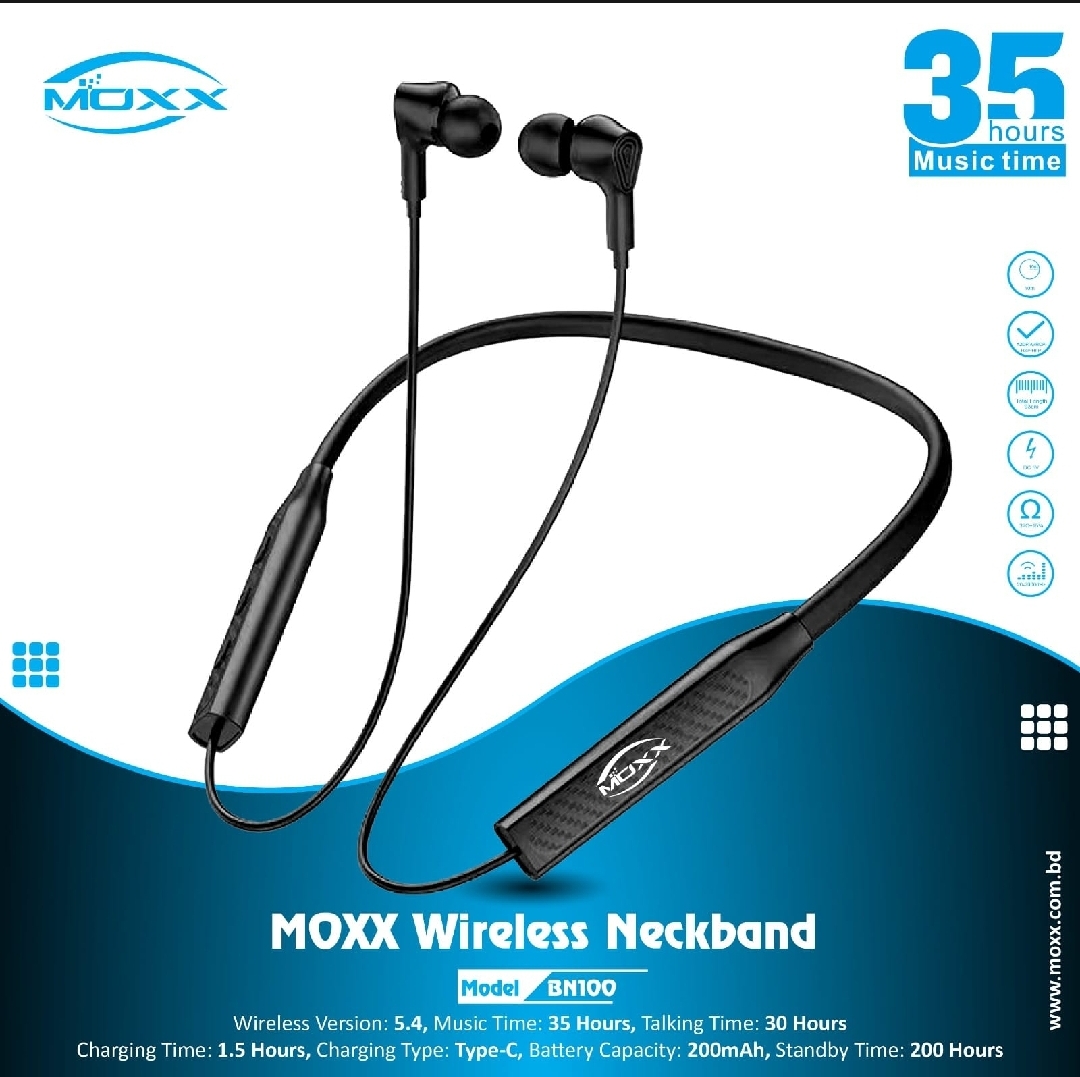 MOXX
35
hours
Music time
Total Length
MOXX
MOXX Wireless Neckband
Model BN100
Wireless Version: 5.4, Music Time: 35 Hours, Talking Time: 30 Hours
Charging Time: 1.5 Hours, Charging Type: Type-C, Battery Capacity: 200mAh, Standby Time: 200 Hours
www.moxx.com.bd